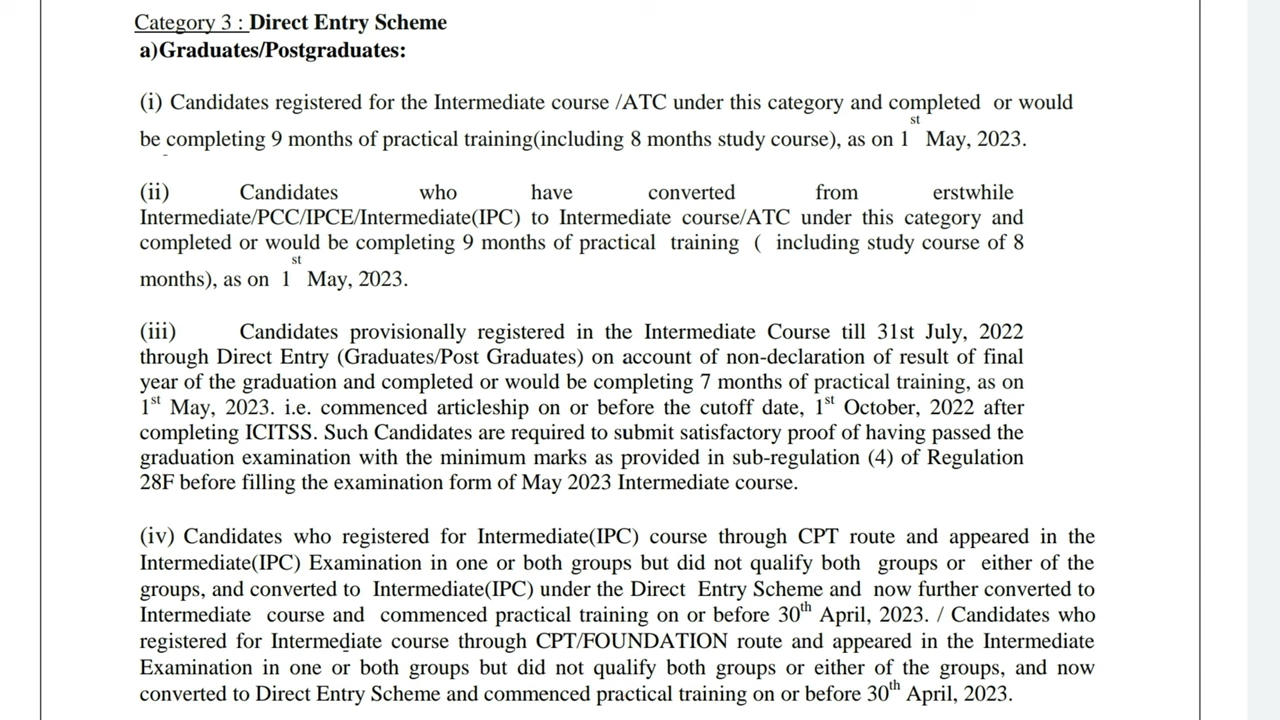 Category 3 : Direct Entry Scheme
a)Graduates/Postgraduates:
(i) Candidates registered for the Intermediate course /ATC under this category and completed or would
be completing 9 months of practical training(including 8 months study course), as on 1st May, 2023.
(ii) Candidates who have converted from erstwhile
Intermediate/PCC/IPCE/Intermediate(IPC) to Intermediate course/ATC under this category and
completed or would be completing 9 months of practical training ( including study course of 8
months), as on 1st May, 2023.
(iii) Candidates provisionally registered in the Intermediate Course till 31st July, 2022
through Direct Entry (Graduates/Post Graduates) on account of non-declaration of result of final
year of the graduation and completed or would be completing 7 months of practical training, as on
1st May, 2023. i.e. commenced articleship on or before the cutoff date, 1st October, 2022 after
completing ICITSS. Such Candidates are required to submit satisfactory proof of having passed the
graduation examination with the minimum marks as provided in sub-regulation (4) of Regulation
28F before filling the examination form of May 2023 Intermediate course.
(iv) Candidates who registered for Intermediate(IPC) course through CPT route and appeared in the
Intermediate(IPC) Examination in one or both groups but did not qualify both groups or either of the
groups, and converted to Intermediate(IPC) under the Direct Entry Scheme and now further converted to
Intermediate course and commenced practical training on or before 30th April, 2023. / Candidates who
registered for Intermediate course through CPT/FOUNDATION route and appeared in the Intermediate
Examination in one or both groups but did not qualify both groups or either of the groups, and now
converted to Direct Entry Scheme and commenced practical training on or before 30th April, 2023.